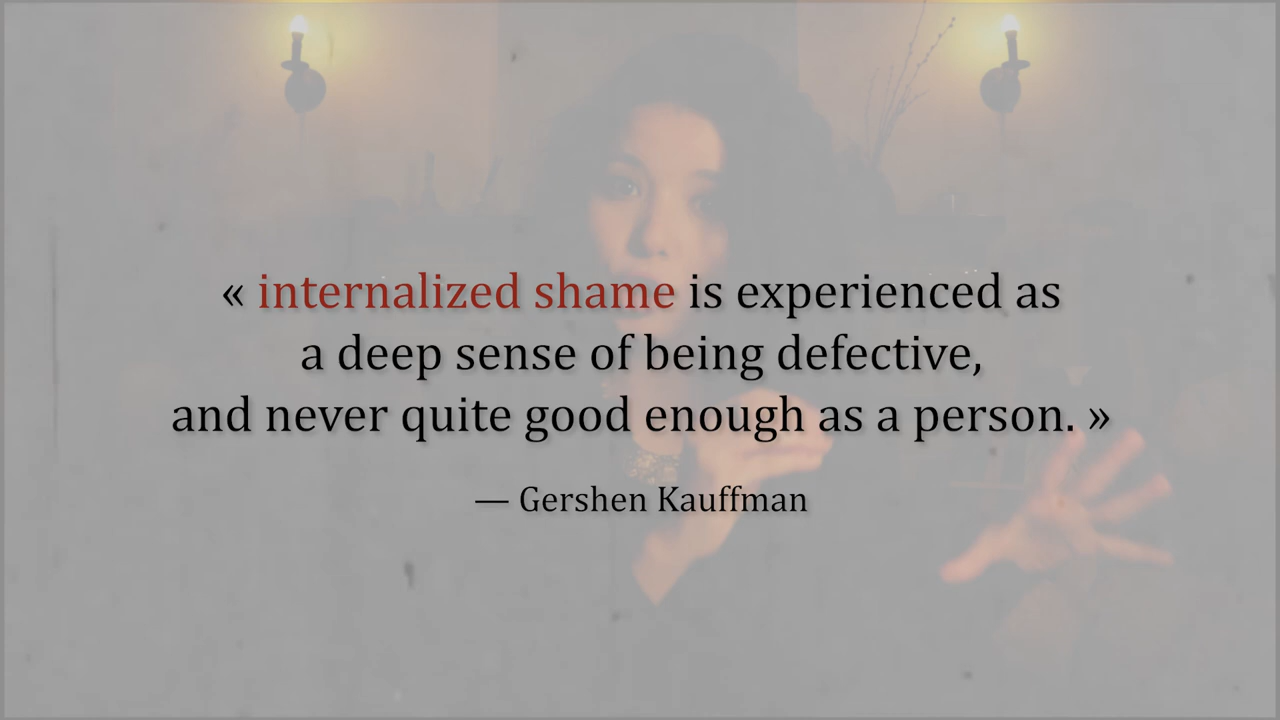 « internalized shame is experienced as
a deep sense of being defective,
and never quite good enough as a person. »
— Gershen Kauffman